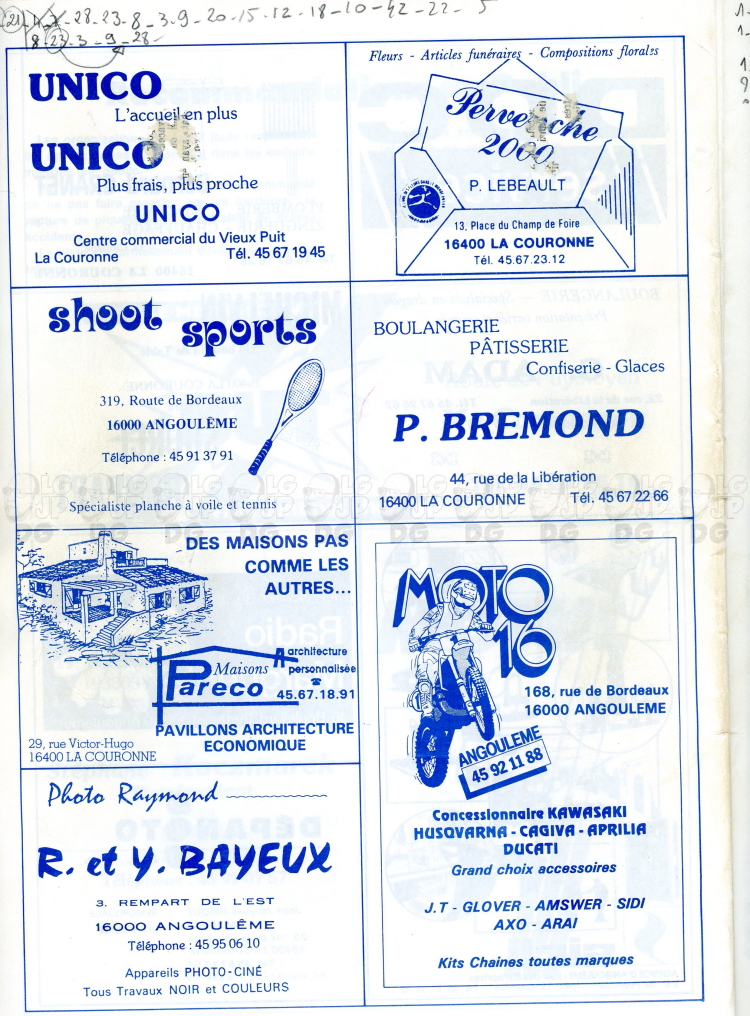 21 - 28-23-8-3-9-20-15-12-18-10-42-22- 5
8-23-3-9-28-
UNICO
L'accueil en plus
UNICO
Plus frais, plus proche
UNICO
Centre commercial du Vieux Puit
La Couronne Tél. 45 67 19 45
Fleurs - Articles funéraires - Compositions florales
Pervenche
2000
P. LEBEAULT
13, Place du Champ de Foire
16400 LA COURONNE
Tél. 45.67.23.12
shoot sports
319, Route de Bordeaux
16000 ANGOULÊME
Téléphone : 45 91 37 91
Spécialiste planche à voile et tennis
BOULANGERIE
PÂTISSERIE
Confiserie - Glaces
P. BREMOND
44, rue de la Libération
16400 LA COURONNE Tél. 45 67 22 66
DES MAISONS PAS
COMME LES
AUTRES...
Maisons
Pareco
architecture
personnalisée
☎
45.67.18.91
PAVILLONS ARCHITECTURE
ECONOMIQUE
29, rue Victor-Hugo
16400 LA COURONNE
MOTO
16
168, rue de Bordeaux
16000 ANGOULEME
ANGOULEME
45 92 11 88
Concessionnaire KAWASAKI
HUSQVARNA - CAGIVA - APRILIA
DUCATI
Grand choix accessoires
J.T - GLOVER - AMSWER - SIDI
AXO - ARAI
Kits Chaines toutes marques
Photo Raymond
R. et Y. BAYEUX
3. REMPART DE L'EST
16000 ANGOULÊME
Téléphone : 45 95 06 10
Appareils PHOTO-CINÉ
Tous Travaux NOIR et COULEURS